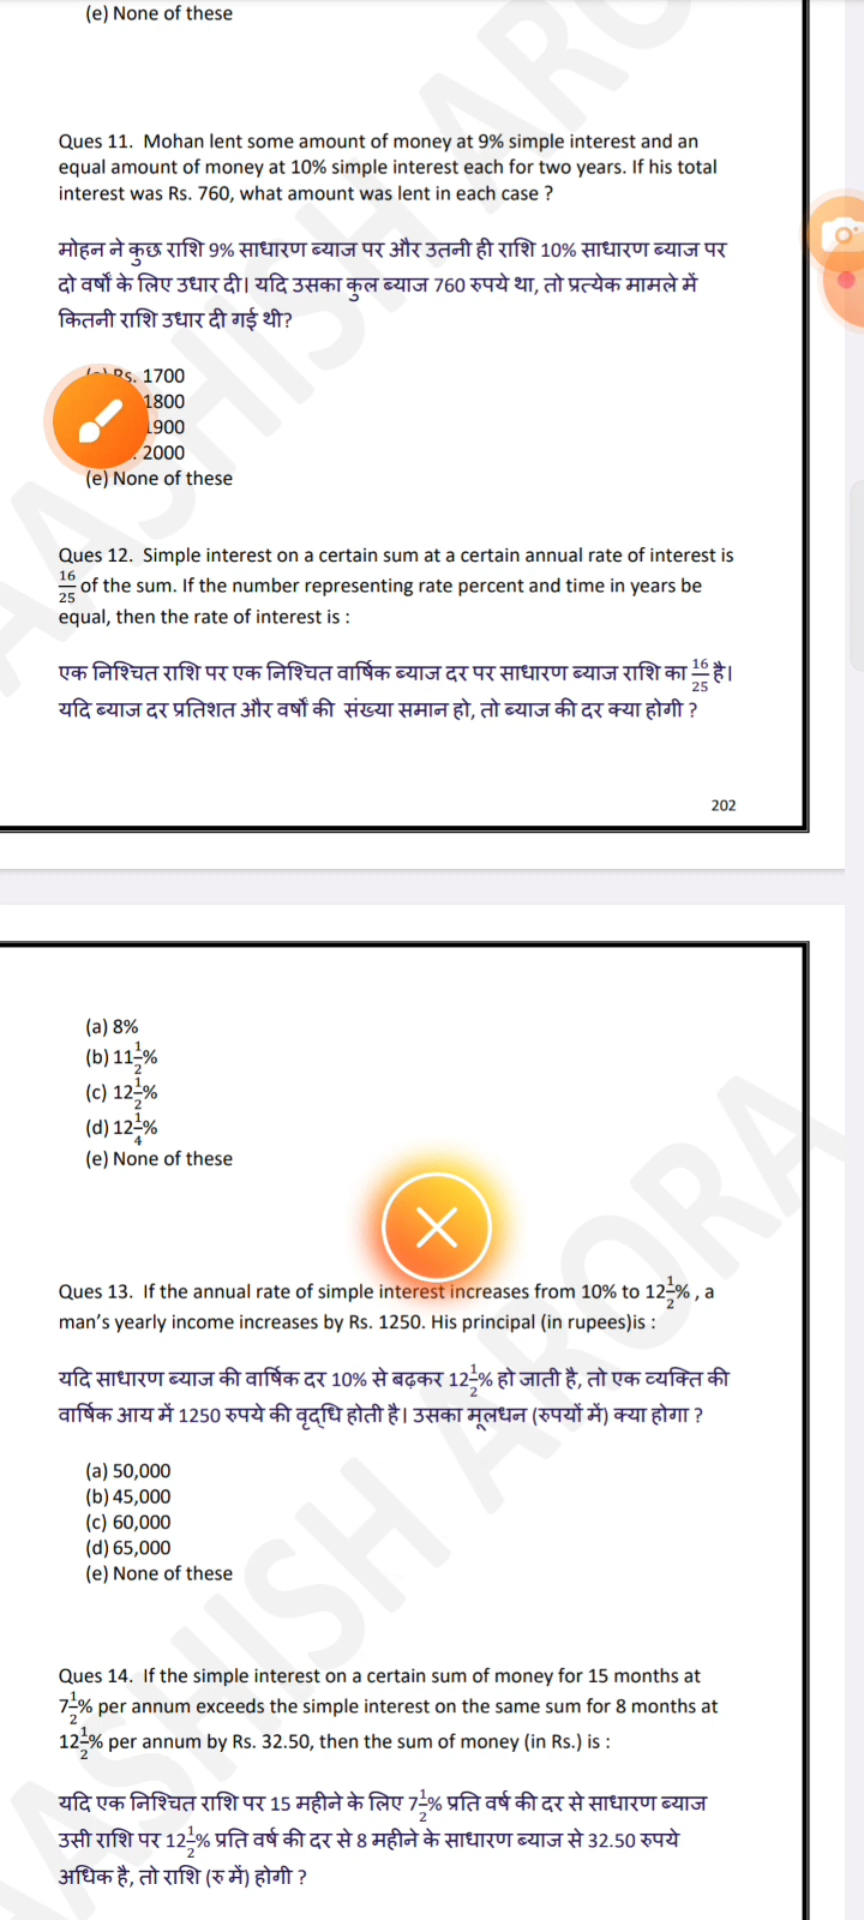 (e) None of these
Ques 11. Mohan lent some amount of money at 9% simple interest and an
equal amount of money at 10% simple interest each for two years. If his total
interest was Rs. 760, what amount was lent in each case ?
मोहन ने कुछ राशि 9% साधारण ब्याज पर और उतनी ही राशि 10% साधारण ब्याज पर
दो वर्षों के लिए उधार दी। यदि उसका कुल ब्याज 760 रुपये था, तो प्रत्येक मामले में
कितनी राशि उधार दी गई थी?
Rs. 1700
1800
1900
. 2000
(e) None of these
Ques 12. Simple interest on a certain sum at a certain annual rate of interest is
16/25 of the sum. If the number representing rate percent and time in years be
equal, then the rate of interest is :
एक निश्चित राशि पर एक निश्चित वार्षिक ब्याज दर पर साधारण ब्याज राशि का 16/25 है।
यदि ब्याज दर प्रतिशत और वर्षों की संख्या समान हो, तो ब्याज की दर क्या होगी ?
202
(a) 8%
(b) 11 1/2%
(c) 12 1/2%
(d) 12 1/4%
(e) None of these
Ques 13. If the annual rate of simple interest increases from 10% to 12 1/2% , a
man’s yearly income increases by Rs. 1250. His principal (in rupees)is :
यदि साधारण ब्याज की वार्षिक दर 10% से बढ़कर 12 1/2% हो जाती है, तो एक व्यक्ति की
वार्षिक आय में 1250 रुपये की वृद्धि होती है। उसका मूलधन (रुपयों में) क्या होगा ?
(a) 50,000
(b) 45,000
(c) 60,000
(d) 65,000
(e) None of these
Ques 14. If the simple interest on a certain sum of money for 15 months at
7 1/2% per annum exceeds the simple interest on the same sum for 8 months at
12 1/2% per annum by Rs. 32.50, then the sum of money (in Rs.) is :
यदि एक निश्चित राशि पर 15 महीने के लिए 7 1/2% प्रति वर्ष की दर से साधारण ब्याज
उसी राशि पर 12 1/2% प्रति वर्ष की दर से 8 महीने के साधारण ब्याज से 32.50 रुपये
अधिक है, तो राशि (रु में) होगी ?
AASHISH ARORA
AASHISH ARORA